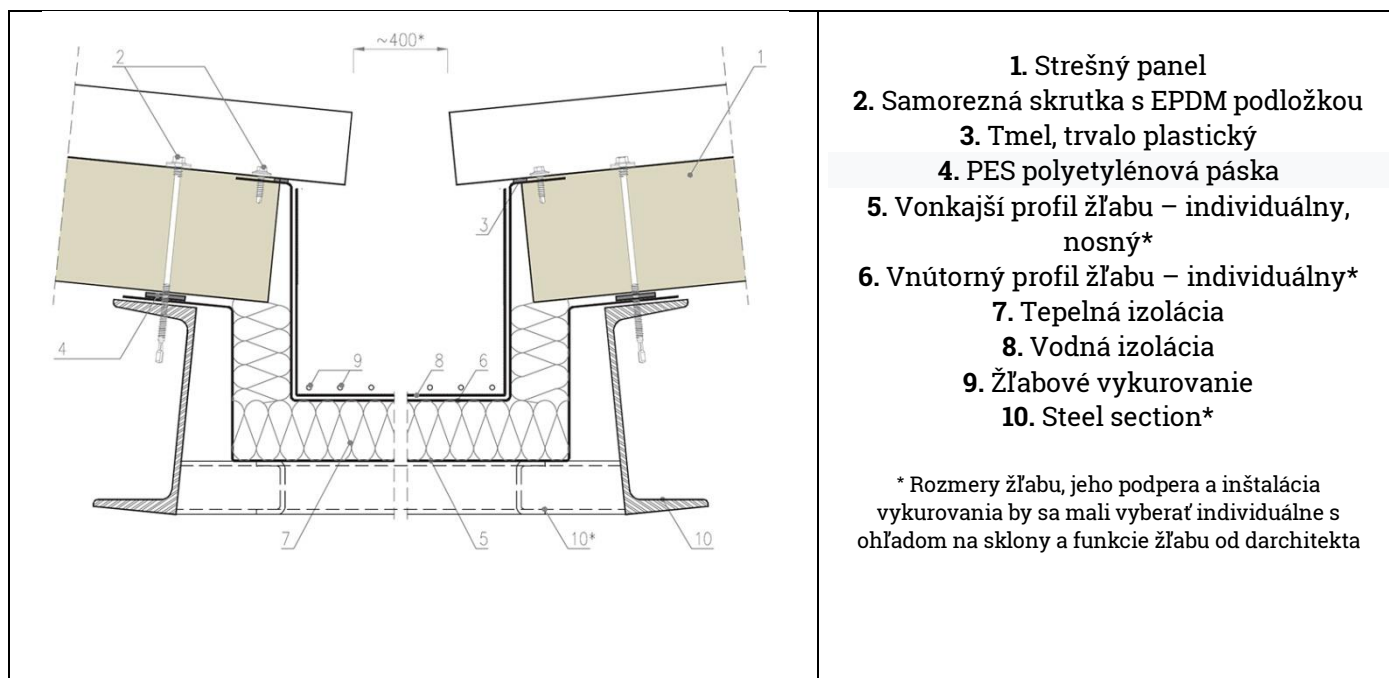 ~400*
2
1
3
4
9
8
6
7
5
10*
10
1. Strešný panel
2. Samorezná skrutka s EPDM podložkou
3. Tmel, trvalo plastický
4. PES polyetylénová páska
5. Vonkajší profil žľabu – individuálny,
nosný*
6. Vnútorný profil žľabu – individuálny*
7. Tepelná izolácia
8. Vodná izolácia
9. Žľabové vykurovanie
10. Steel section*
* Rozmery žľabu, jeho podpera a inštalácia
vykurovania by sa mali vyberať individuálne s
ohľadom na sklony a funkcie žľabu od darchitekta